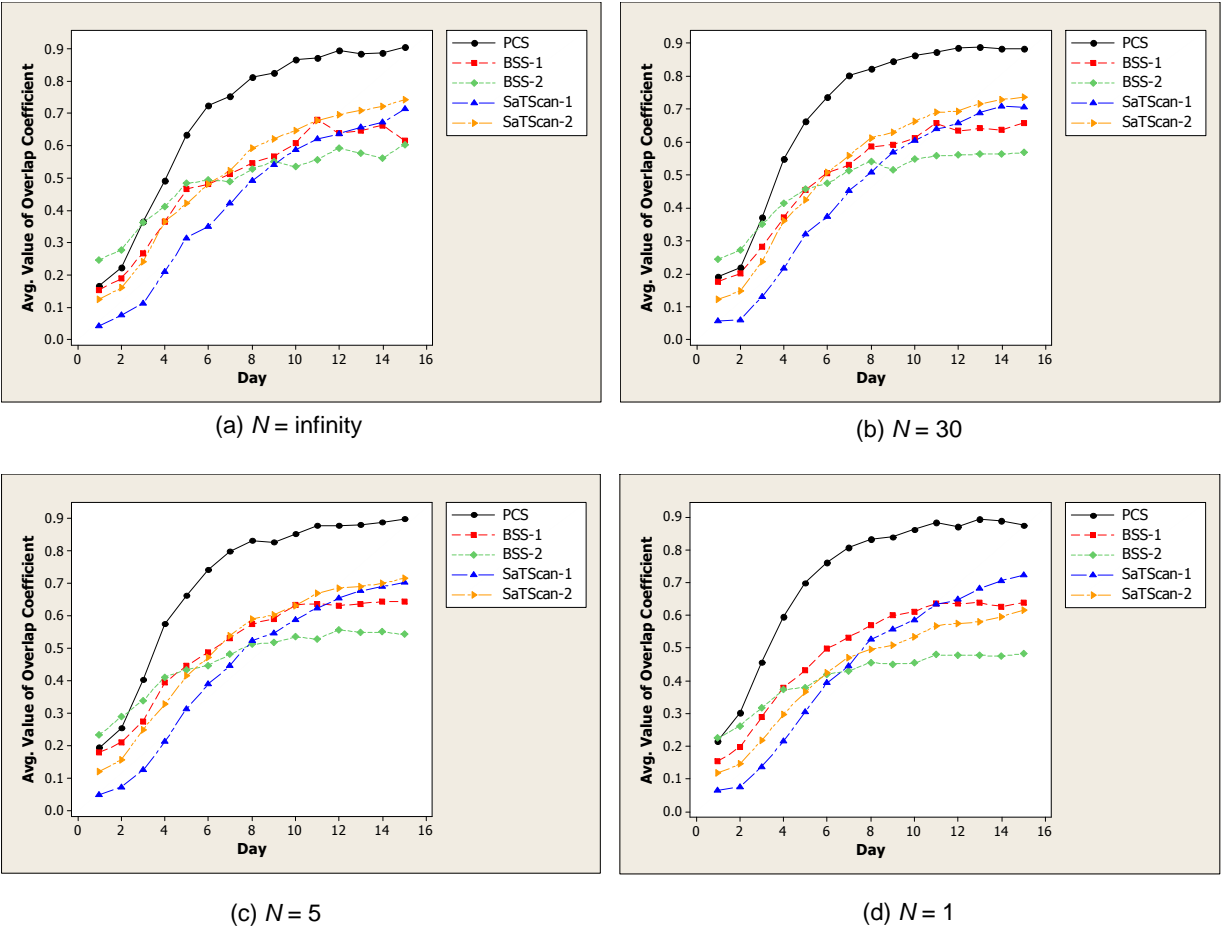 Avg. Value of Overlap Coefficient
0.9
0.8
0.7
0.6
0.5
0.4
0.3
0.2
0.1
0.0
0 2 4 6 8 10 12 14 16
Day
PCS
BSS-1
BSS-2
SaTScan-1
SaTScan-2
(a) N = infinity
Avg. Value of Overlap Coefficient
0.9
0.8
0.7
0.6
0.5
0.4
0.3
0.2
0.1
0.0
0 2 4 6 8 10 12 14 16
Day
PCS
BSS-1
BSS-2
SaTScan-1
SaTScan-2
(b) N = 30
Avg. Value of Overlap Coefficient
0.9
0.8
0.7
0.6
0.5
0.4
0.3
0.2
0.1
0.0
0 2 4 6 8 10 12 14 16
Day
PCS
BSS-1
BSS-2
SaTScan-1
SaTScan-2
(c) N = 5
Avg. Value of Overlap Coefficient
0.9
0.8
0.7
0.6
0.5
0.4
0.3
0.2
0.1
0.0
0 2 4 6 8 10 12 14 16
Day
PCS
BSS-1
BSS-2
SaTScan-1
SaTScan-2
(d) N = 1